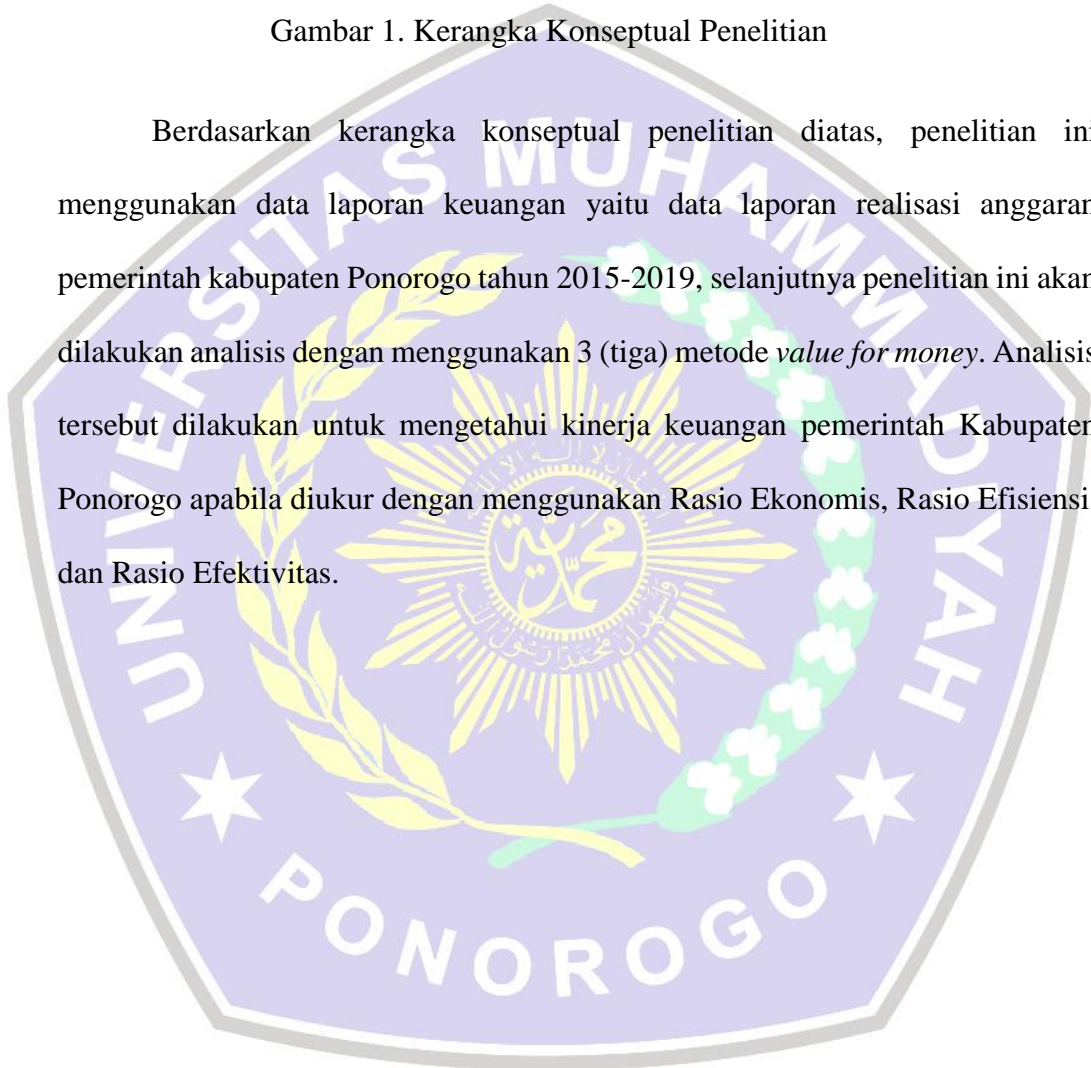 Gambar 1. Kerangka Konseptual Penelitian
Berdasarkan kerangka konseptual penelitian diatas, penelitian ini
menggunakan data laporan keuangan yaitu data laporan realisasi anggaran
pemerintah kabupaten Ponorogo tahun 2015-2019, selanjutnya penelitian ini akan
dilakukan analisis dengan menggunakan 3 (tiga) metode value for money. Analisis
tersebut dilakukan untuk mengetahui kinerja keuangan pemerintah Kabupaten
Ponorogo apabila diukur dengan menggunakan Rasio Ekonomis, Rasio Efisiensi
dan Rasio Efektivitas.
UNIVERSITAS MUHAMMADIYAH
PONOROGO
محمدية